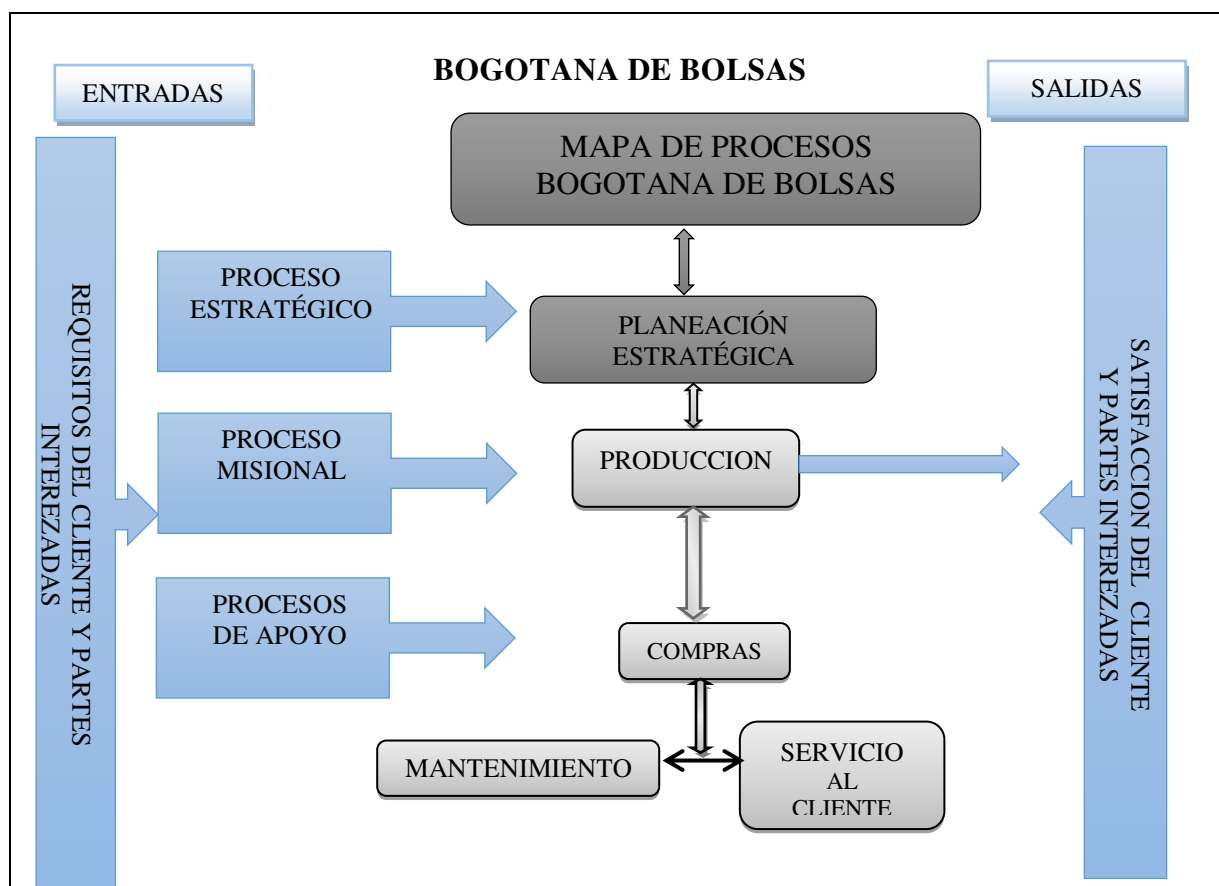 BOGOTANA DE BOLSAS
ENTRADAS
SALIDAS
MAPA DE PROCESOS
BOGOTANA DE BOLSAS
REQUISITOS DEL CLIENTE Y PARTES
INTEREZADAS
PROCESO
ESTRATÉGICO
PLANEACIÓN
ESTRATÉGICA
PROCESO
MISIONAL
PRODUCCION
PROCESOS
DE APOYO
COMPRAS
MANTENIMIENTO
SERVICIO
AL
CLIENTE
SATISFACCION DEL CLIENTE
Y PARTES INTEREZADAS